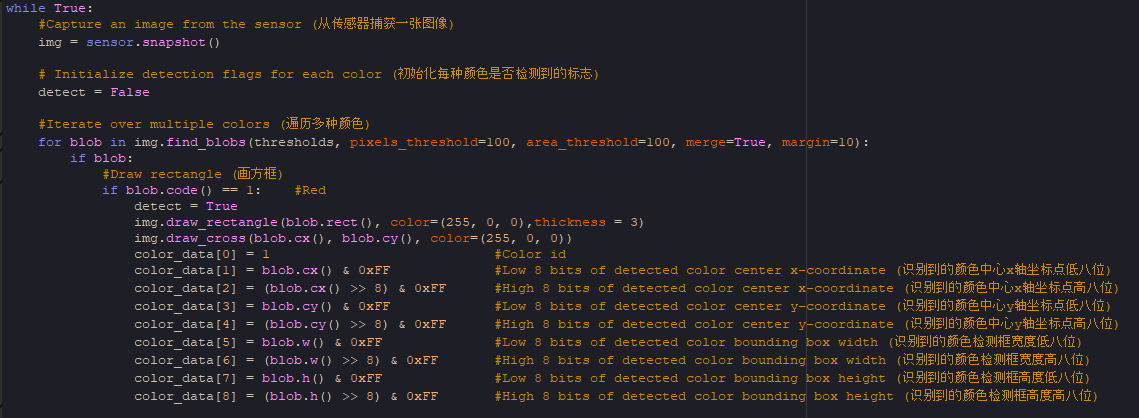 while True:
#Capture an image from the sensor (从传感器捕获一张图像)
img = sensor.snapshot()
# Initialize detection flags for each color (初始化每种颜色是否检测到的标志)
detect = False
#Iterate over multiple colors (遍历多种颜色)
for blob in img.find_blobs(thresholds, pixels_threshold=100, area_threshold=100, merge=True, margin=10):
if blob:
#Draw rectangle (画方框)
if blob.code() == 1: #Red
detect = True
img.draw_rectangle(blob.rect(), color=(255, 0, 0),thickness = 3)
img.draw_cross(blob.cx(), blob.cy(), color=(255, 0, 0))
color_data[0] = 1 #Color id
color_data[1] = blob.cx() & 0xFF #Low 8 bits of detected color center x-coordinate (识别到的颜色中心x轴坐标点低八位)
color_data[2] = (blob.cx() >> 8) & 0xFF #High 8 bits of detected color center x-coordinate (识别到的颜色中心x轴坐标点高八位)
color_data[3] = blob.cy() & 0xFF #Low 8 bits of detected color center y-coordinate (识别到的颜色中心y轴坐标点低八位)
color_data[4] = (blob.cy() >> 8) & 0xFF #High 8 bits of detected color center y-coordinate (识别到的颜色中心y轴坐标点高八位)
color_data[5] = blob.w() & 0xFF #Low 8 bits of detected color bounding box width (识别到的颜色检测框宽度低八位)
color_data[6] = (blob.w() >> 8) & 0xFF #High 8 bits of detected color bounding box width (识别到的颜色检测框宽度高八位)
color_data[7] = blob.h() & 0xFF #Low 8 bits of detected color bounding box height (识别到的颜色检测框高度低八位)
color_data[8] = (blob.h() >> 8) & 0xFF #High 8 bits of detected color bounding box height (识别到的颜色检测框高度高八位)